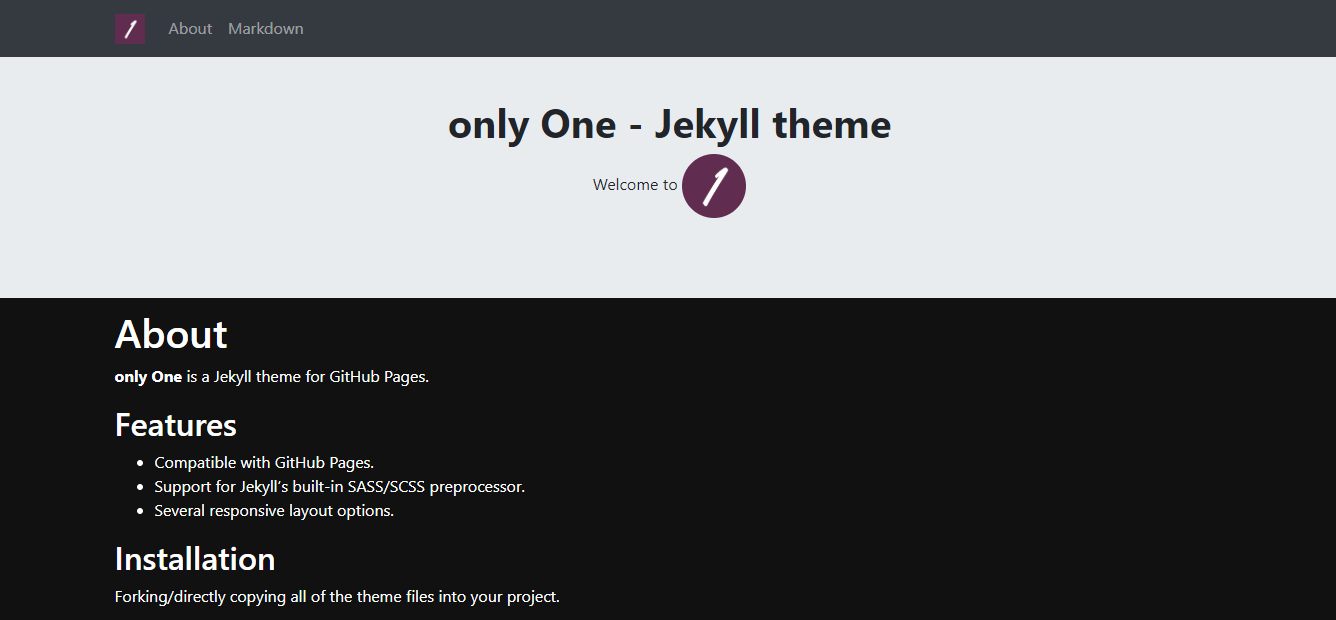 1 About Markdown
only One - Jekyll theme
Welcome to 1
About
only One is a Jekyll theme for GitHub Pages.
Features
• Compatible with GitHub Pages.
• Support for Jekyll’s built-in SASS/SCSS preprocessor.
• Several responsive layout options.
Installation
Forking/directly copying all of the theme files into your project.